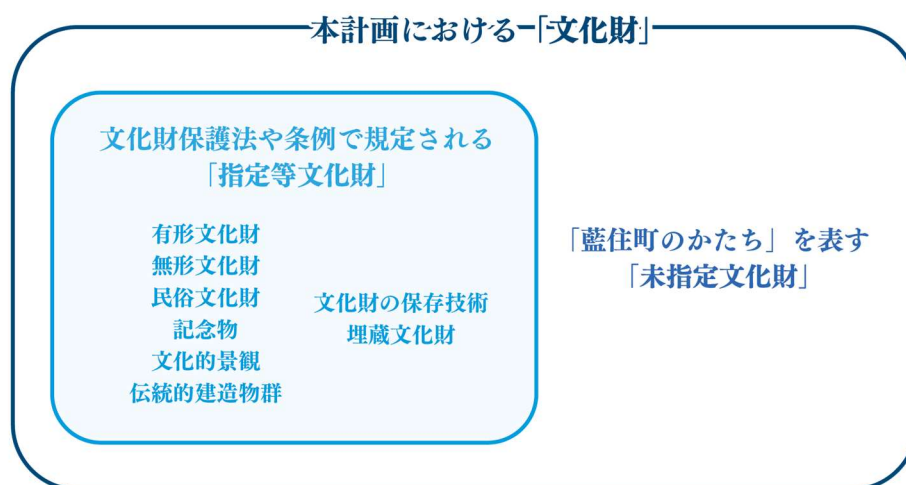 本計画における「文化財」
文化財保護法や条例で規定される
「指定等文化財」
有形文化財
無形文化財
民俗文化財
記念物
文化的景観
伝統的建造物群
文化財の保存技術
埋蔵文化財
「藍住町のかたち」を表す
「未指定文化財」